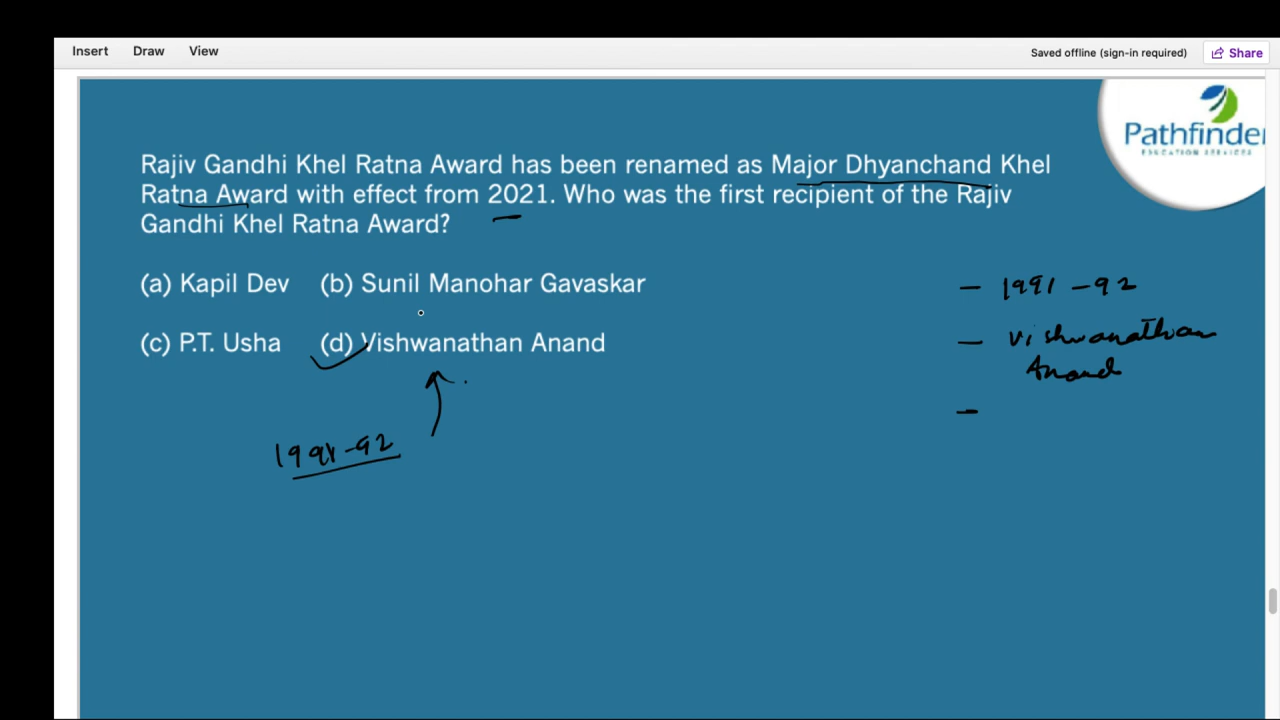 Insert Draw View
Saved offline (sign-in required) Share
Pathfinder
EDUCATION SERVICES
Rajiv Gandhi Khel Ratna Award has been renamed as Major Dhyanchand Khel
Ratna Award with effect from 2021. Who was the first recipient of the Rajiv
Gandhi Khel Ratna Award?
(a) Kapil Dev (b) Sunil Manohar Gavaskar
(c) P.T. Usha (d) Vishwanathan Anand
1991-92
- 1991-92
- Vishwanathan
Anand
-